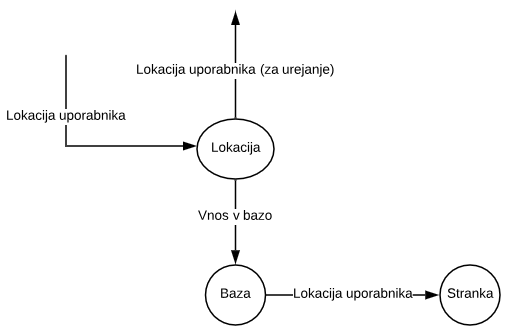 Lokacija uporabnika (za urejanje)
Lokacija uporabnika
Lokacija
Vnos v bazo
Baza
Lokacija uporabnika
Stranka